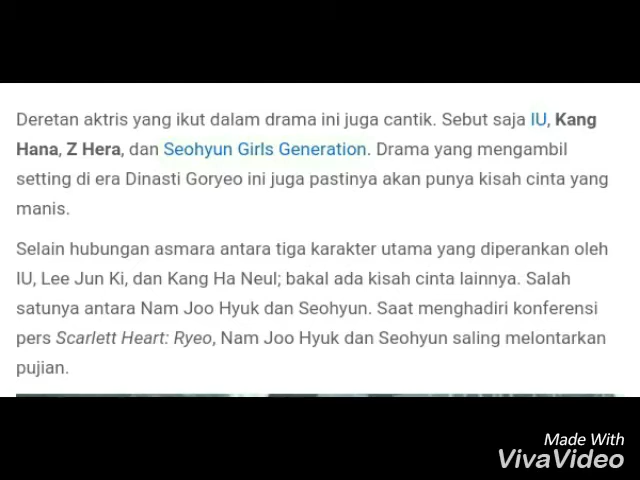 Deretan aktris yang ikut dalam drama ini juga cantik. Sebut saja IU, Kang
Hana, Z Hera, dan Seohyun Girls Generation. Drama yang mengambil
setting di era Dinasti Goryeo ini juga pastinya akan punya kisah cinta yang
manis.
Selain hubungan asmara antara tiga karakter utama yang diperankan oleh
IU, Lee Jun Ki, dan Kang Ha Neul; bakal ada kisah cinta lainnya. Salah
satunya antara Nam Joo Hyuk dan Seohyun. Saat menghadiri konferensi
pers Scarlett Heart: Ryeo, Nam Joo Hyuk dan Seohyun saling melontarkan
pujian.
Made With
VivaVideo